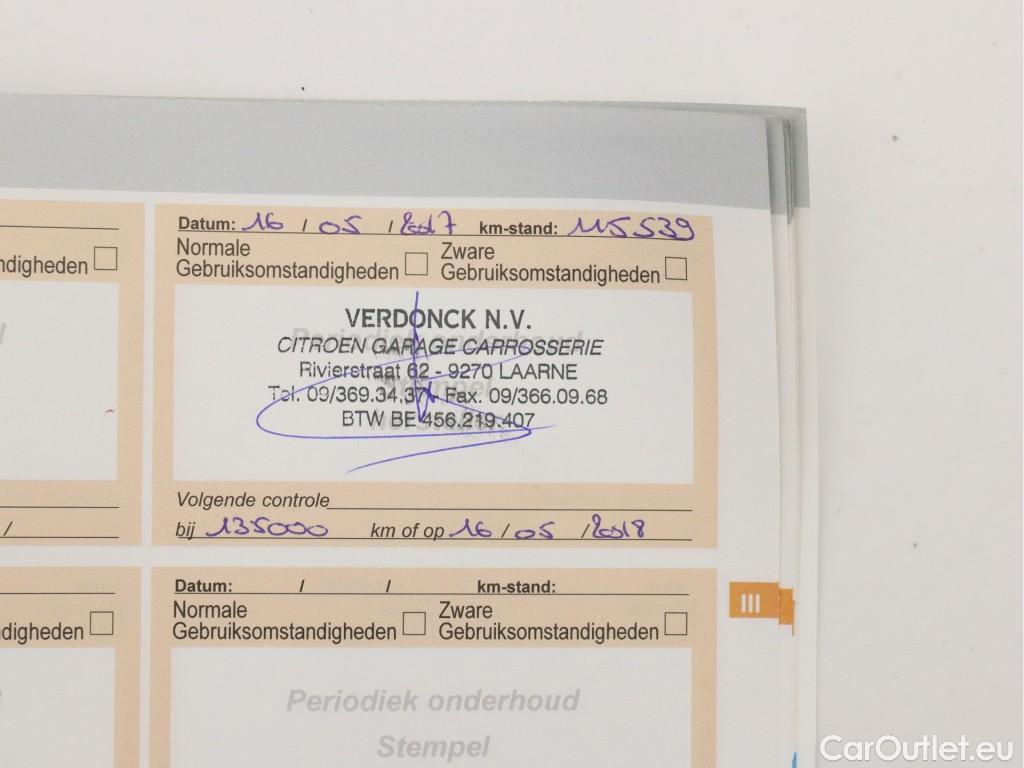 Datum: 16 / 05 / 2017 km-stand: 115539
Normale Zware
Gebruiksomstandigheden Gebruiksomstandigheden
digheden
VERDONCK N.V.
Periodiek onderhoud
CITROEN GARAGE CARROSSERIE
Rivierstraat 62 - 9270 LAARNE
Stempel
Tel. 09/369.34.37 - Fax. 09/366.09.68
BTW BE 456.219.407
Volgende controle
/ bij 135000 km of op 16 / 05 / 2018
Datum: / / km-stand:
Normale Zware
digheden Gebruiksomstandigheden Gebruiksomstandigheden
III
Periodiek onderhoud
Stempel
CarOutlet.eu